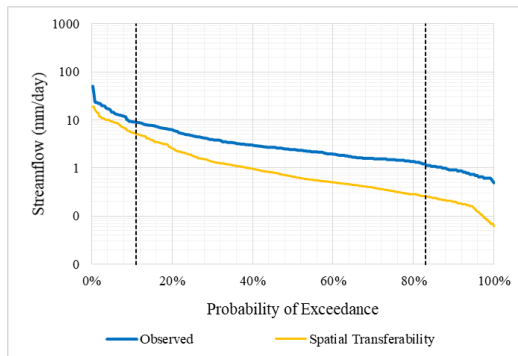 1000
100
10
1
0
0
Streamflow (mm/day)
0% 20% 40% 60% 80% 100%
Probability of Exceedance
Observed Spatial Transferability